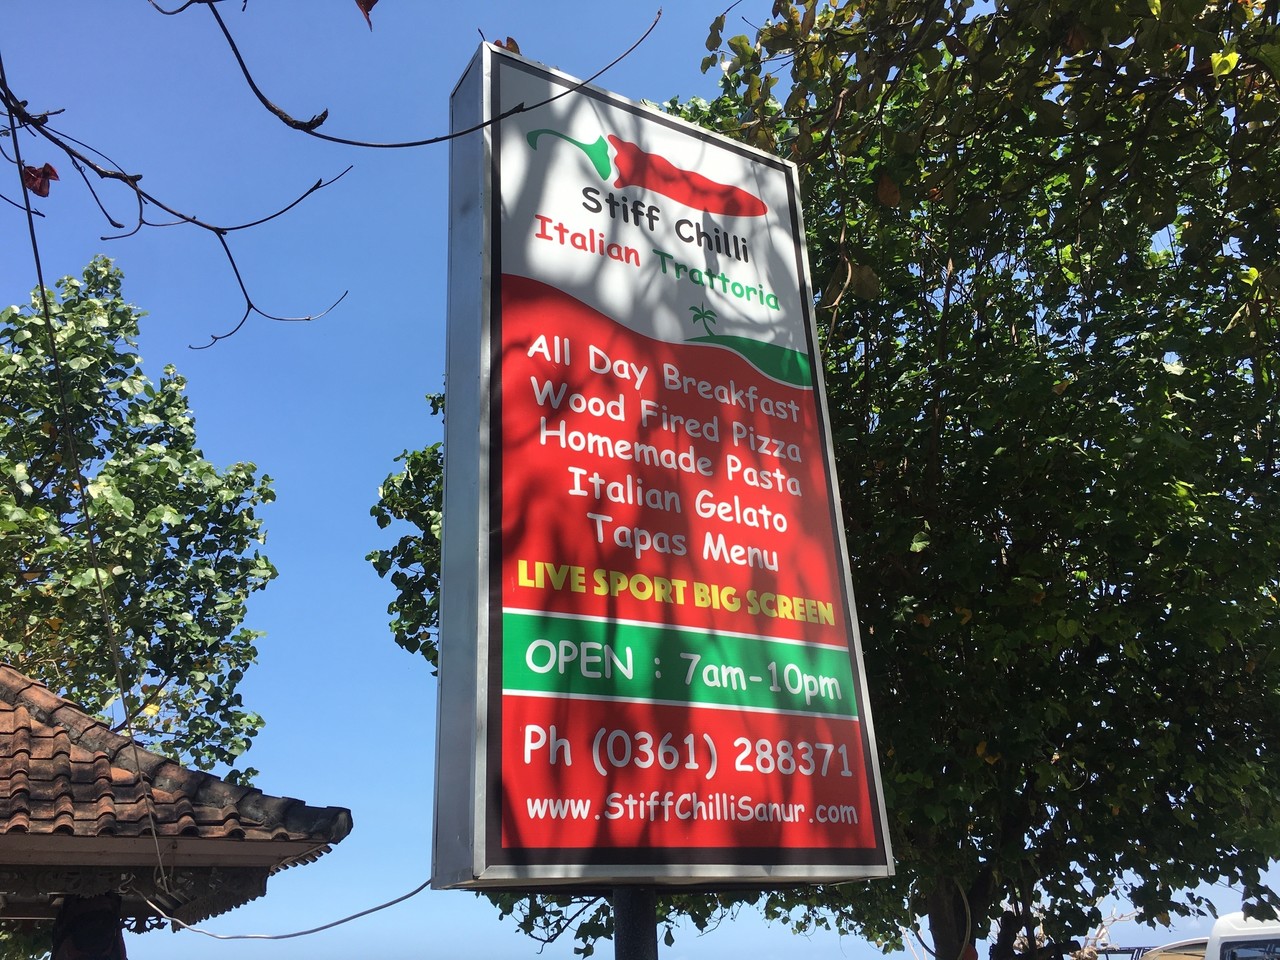 Stiff Chilli
Italian Trattoria
All Day Breakfast
Wood Fired Pizza
Homemade Pasta
Italian Gelato
Tapas Menu
LIVE SPORT BIG SCREEN
OPEN : 7am-10pm
Ph (0361) 288371
www.StiffChilliSanur.com